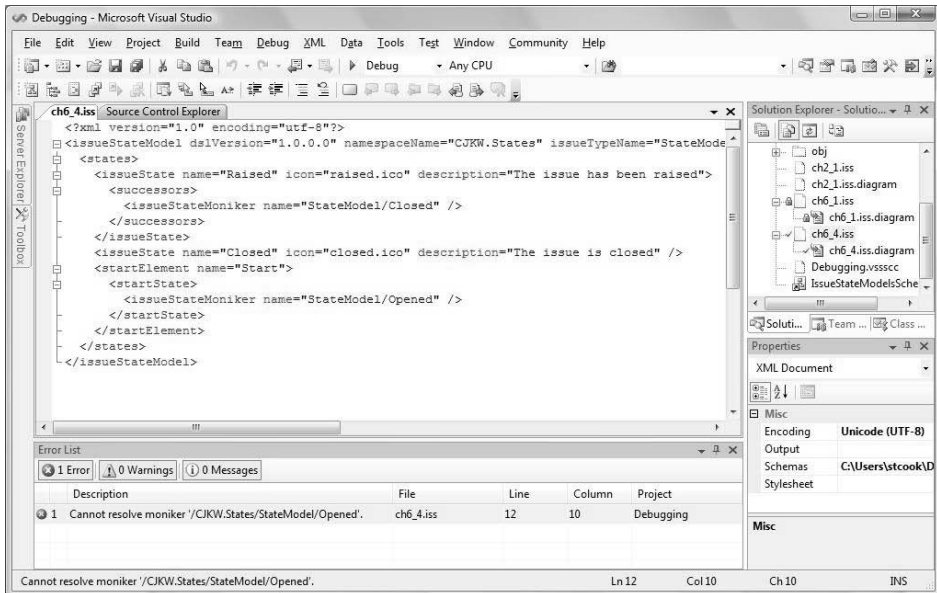 Debugging - Microsoft Visual Studio
File Edit View Project Build Team Debug XML Data Tools Test Window Community Help
Debug Any CPU
ch6_4.iss Source Control Explorer
Server Explorer
Toolbox
<?xml version="1.0" encoding="utf-8"?>
<issueStateModel dslVersion="1.0.0.0" namespaceName="CJKW.States" issueTypeName="StateMode
<states>
<issueState name="Raised" icon="raised.ico" description="The issue has been raised">
<successors>
<issueStateMoniker name="StateModel/Closed" />
</successors>
</issueState>
<issueState name="Closed" icon="closed.ico" description="The issue is closed" />
<startElement name="Start">
<startState>
<issueStateMoniker name="StateModel/Opened" />
</startState>
</startElement>
</states>
</issueStateModel>
Solution Explorer - Solutio...
obj
ch2_1.iss
ch2_1.iss.diagram
ch6_1.iss
ch6_1.iss.diagram
ch6_4.iss
ch6_4.iss.diagram
Debugging.vssscc
IssueStateModelsSche
Soluti... Team ... Class ...
Properties
XML Document
Misc
Encoding Unicode (UTF-8)
Output
Schemas C:\Users\stcook\D
Stylesheet
Misc
Error List
1 Error 0 Warnings 0 Messages
Description File Line Column Project
1 Cannot resolve moniker '/CJKW.States/StateModel/Opened'. ch6_4.iss 12 10 Debugging
Cannot resolve moniker '/CJKW.States/StateModel/Opened'. Ln 12 Col 10 Ch 10 INS